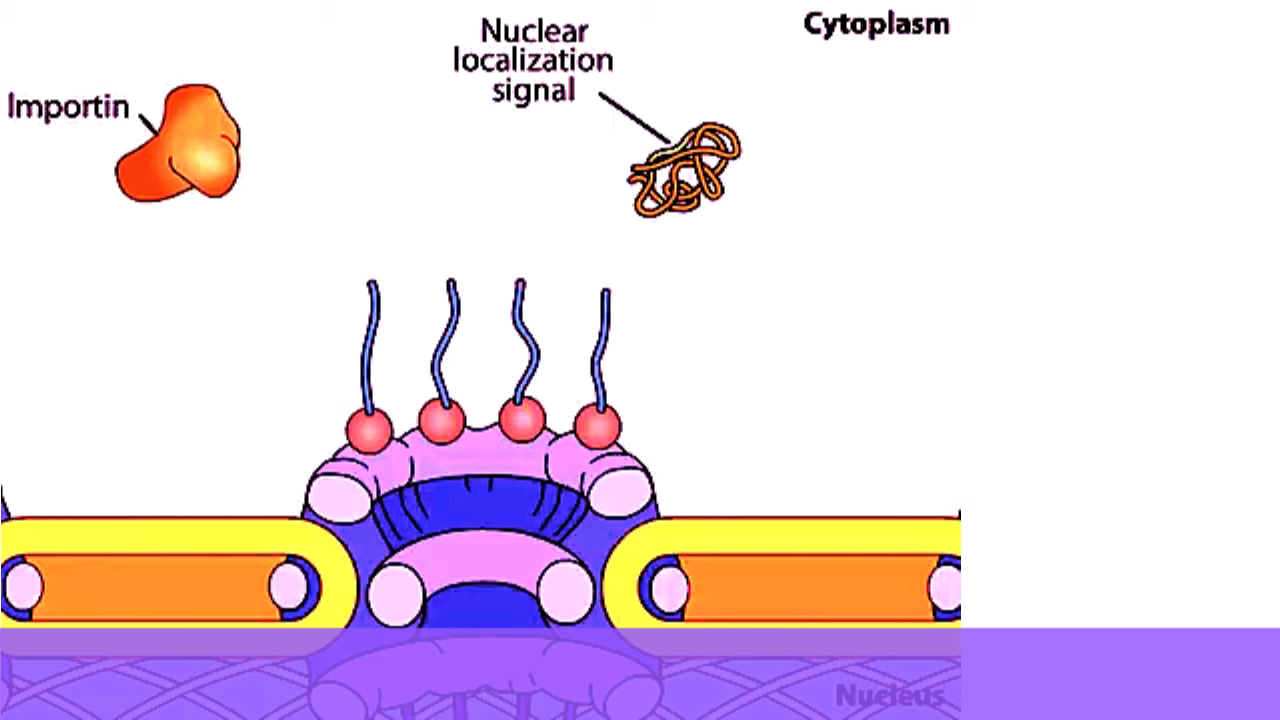 Cytoplasm
Nuclear
localization
signal
Importin
Nucleus